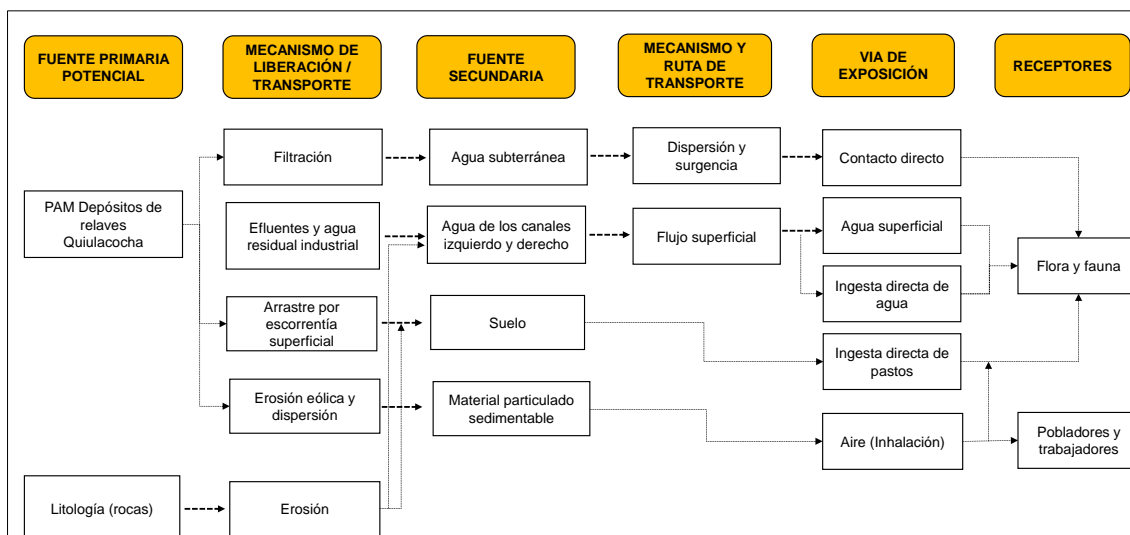 FUENTE PRIMARIA
POTENCIAL
MECANISMO DE
LIBERACIÓN /
TRANSPORTE
FUENTE
SECUNDARIA
MECANISMO Y
RUTA DE
TRANSPORTE
VIA DE
EXPOSICIÓN
RECEPTORES
Filtración
Agua subterránea
Dispersión y
surgencia
Contacto directo
PAM Depósitos de
relaves
Quiulacocha
Efluentes y agua
residual industrial
Agua de los canales
izquierdo y derecho
Flujo superficial
Agua superficial
Ingesta directa de
agua
Flora y fauna
Arrastre por
escorrentía
superficial
Suelo
Ingesta directa de
pastos
Erosión eólica y
dispersión
Material particulado
sedimentable
Aire (Inhalación)
Pobladores y
trabajadores
Litología (rocas)
Erosión